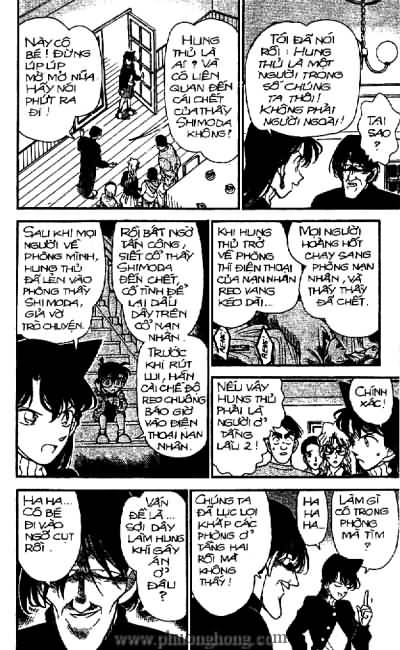 NÀY CÔ
BÉ! ĐỪNG
ÚP ÚP
MỞ MỞ NỮA
HÃY NÓI
PHỨT RA
ĐI!
HUNG
THỦ LÀ
AI? VÀ
CÓ LIÊN
QUAN ĐẾN
CÁI CHẾT
CỦA THẦY
SHIMODA
KHÔNG?
TÔI ĐÃ NÓI
RỒI: HUNG
THỦ LÀ MỘT
NGƯỜI TRONG
SỐ CHÚNG
TA THÔI!
KHÔNG PHẢI
NGƯỜI NGOÀI!
TẠI
SAO?
SAU KHI MỌI
NGƯỜI VỀ
PHÒNG MÌNH,
HUNG THỦ
ĐÃ LẺN VÀO
PHÒNG THẦY
SHIMODA,
GIẢ VỜ
TRÒ CHUYỆN.
RỒI BẤT NGỜ
TẤN CÔNG,
SIẾT CỔ THẦY
SHIMODA
ĐẾN CHẾT,
CỐ TÌNH ĐỂ
LẠI DẤU
DÂY TRÊN
CỔ NẠN
NHÂN.
TRƯỚC
KHI RÚT
LUI, HẮN
CÀI CHẾ ĐỘ
REO CHUÔNG
BÁO GIỜ
VÀO ĐIỆN
THOẠI NẠN
NHÂN.
KHI HUNG
THỦ TRỞ
VỀ PHÒNG
THÌ ĐIỆN THOẠI
CỦA NẠN NHÂN
REO VANG
KÉO DÀI...
MỌI NGƯỜI
HOẢNG HỐT
CHẠY SANG
PHÒNG NẠN
NHÂN, VÀ
THẤY THẦY
ĐÃ CHẾT.
NẾU VẬY
HUNG THỦ
PHẢI LÀ
NGƯỜI Ở
TẦNG
LẦU 2!
CHÍNH
XÁC!
HA HA...
CÔ BÉ
ĐI VÀO
NGÕ CỤT
RỒI.
VẤN
ĐỀ LÀ...
SỢI DÂY
LÀM HUNG
KHÍ GÂY
ÁN
Ở
ĐÂU?
CHÚNG TA
ĐÃ LỤC LỌI
KHẮP CÁC
PHÒNG Ở
TẦNG HAI
RỒI MÀ
KHÔNG
THẤY!
HA
HA
HA...
LÀM GÌ
CÓ TRONG
PHÒNG
MÀ TÌM
?
www.philonghong.com